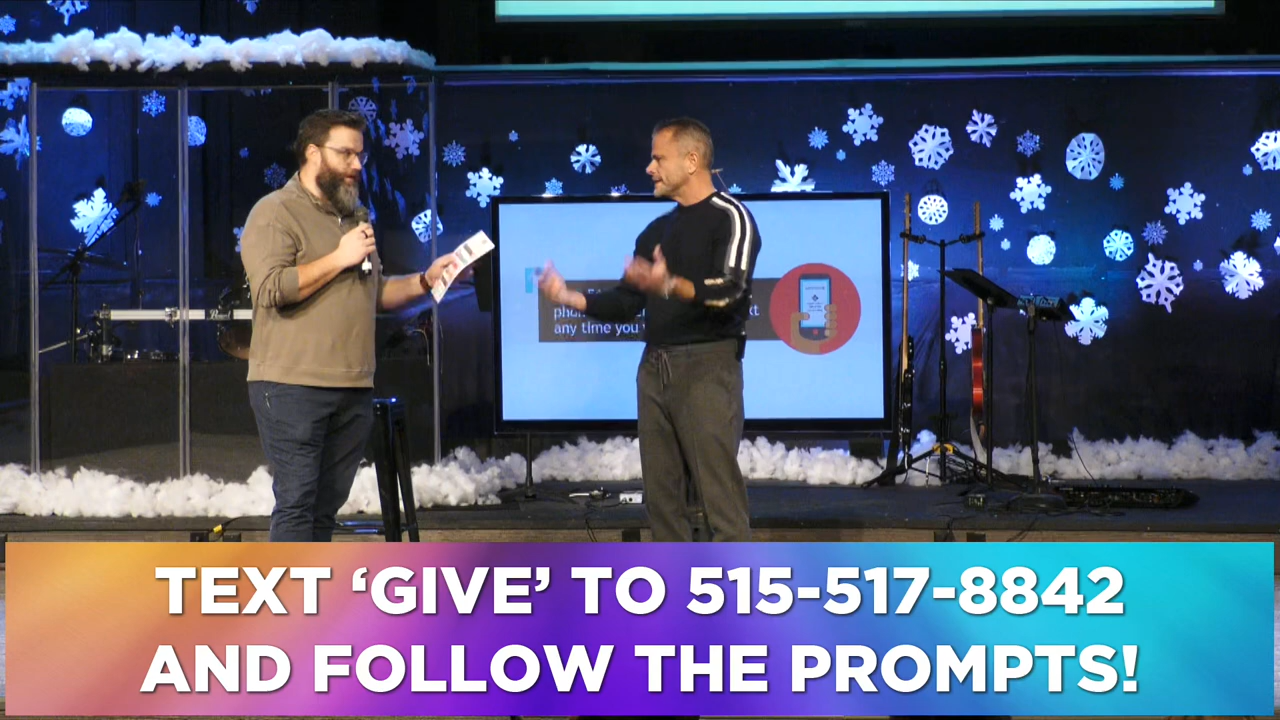 any time you
TEXT ‘GIVE’ TO 515-517-8842
AND FOLLOW THE PROMPTS!